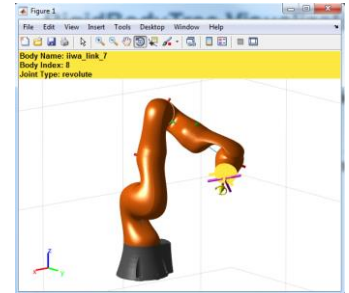 Figure 1
File Edit View Insert Tools Desktop Window Help
Body Name: iiwa_link_7
Body Index: 8
Joint Type: revolute